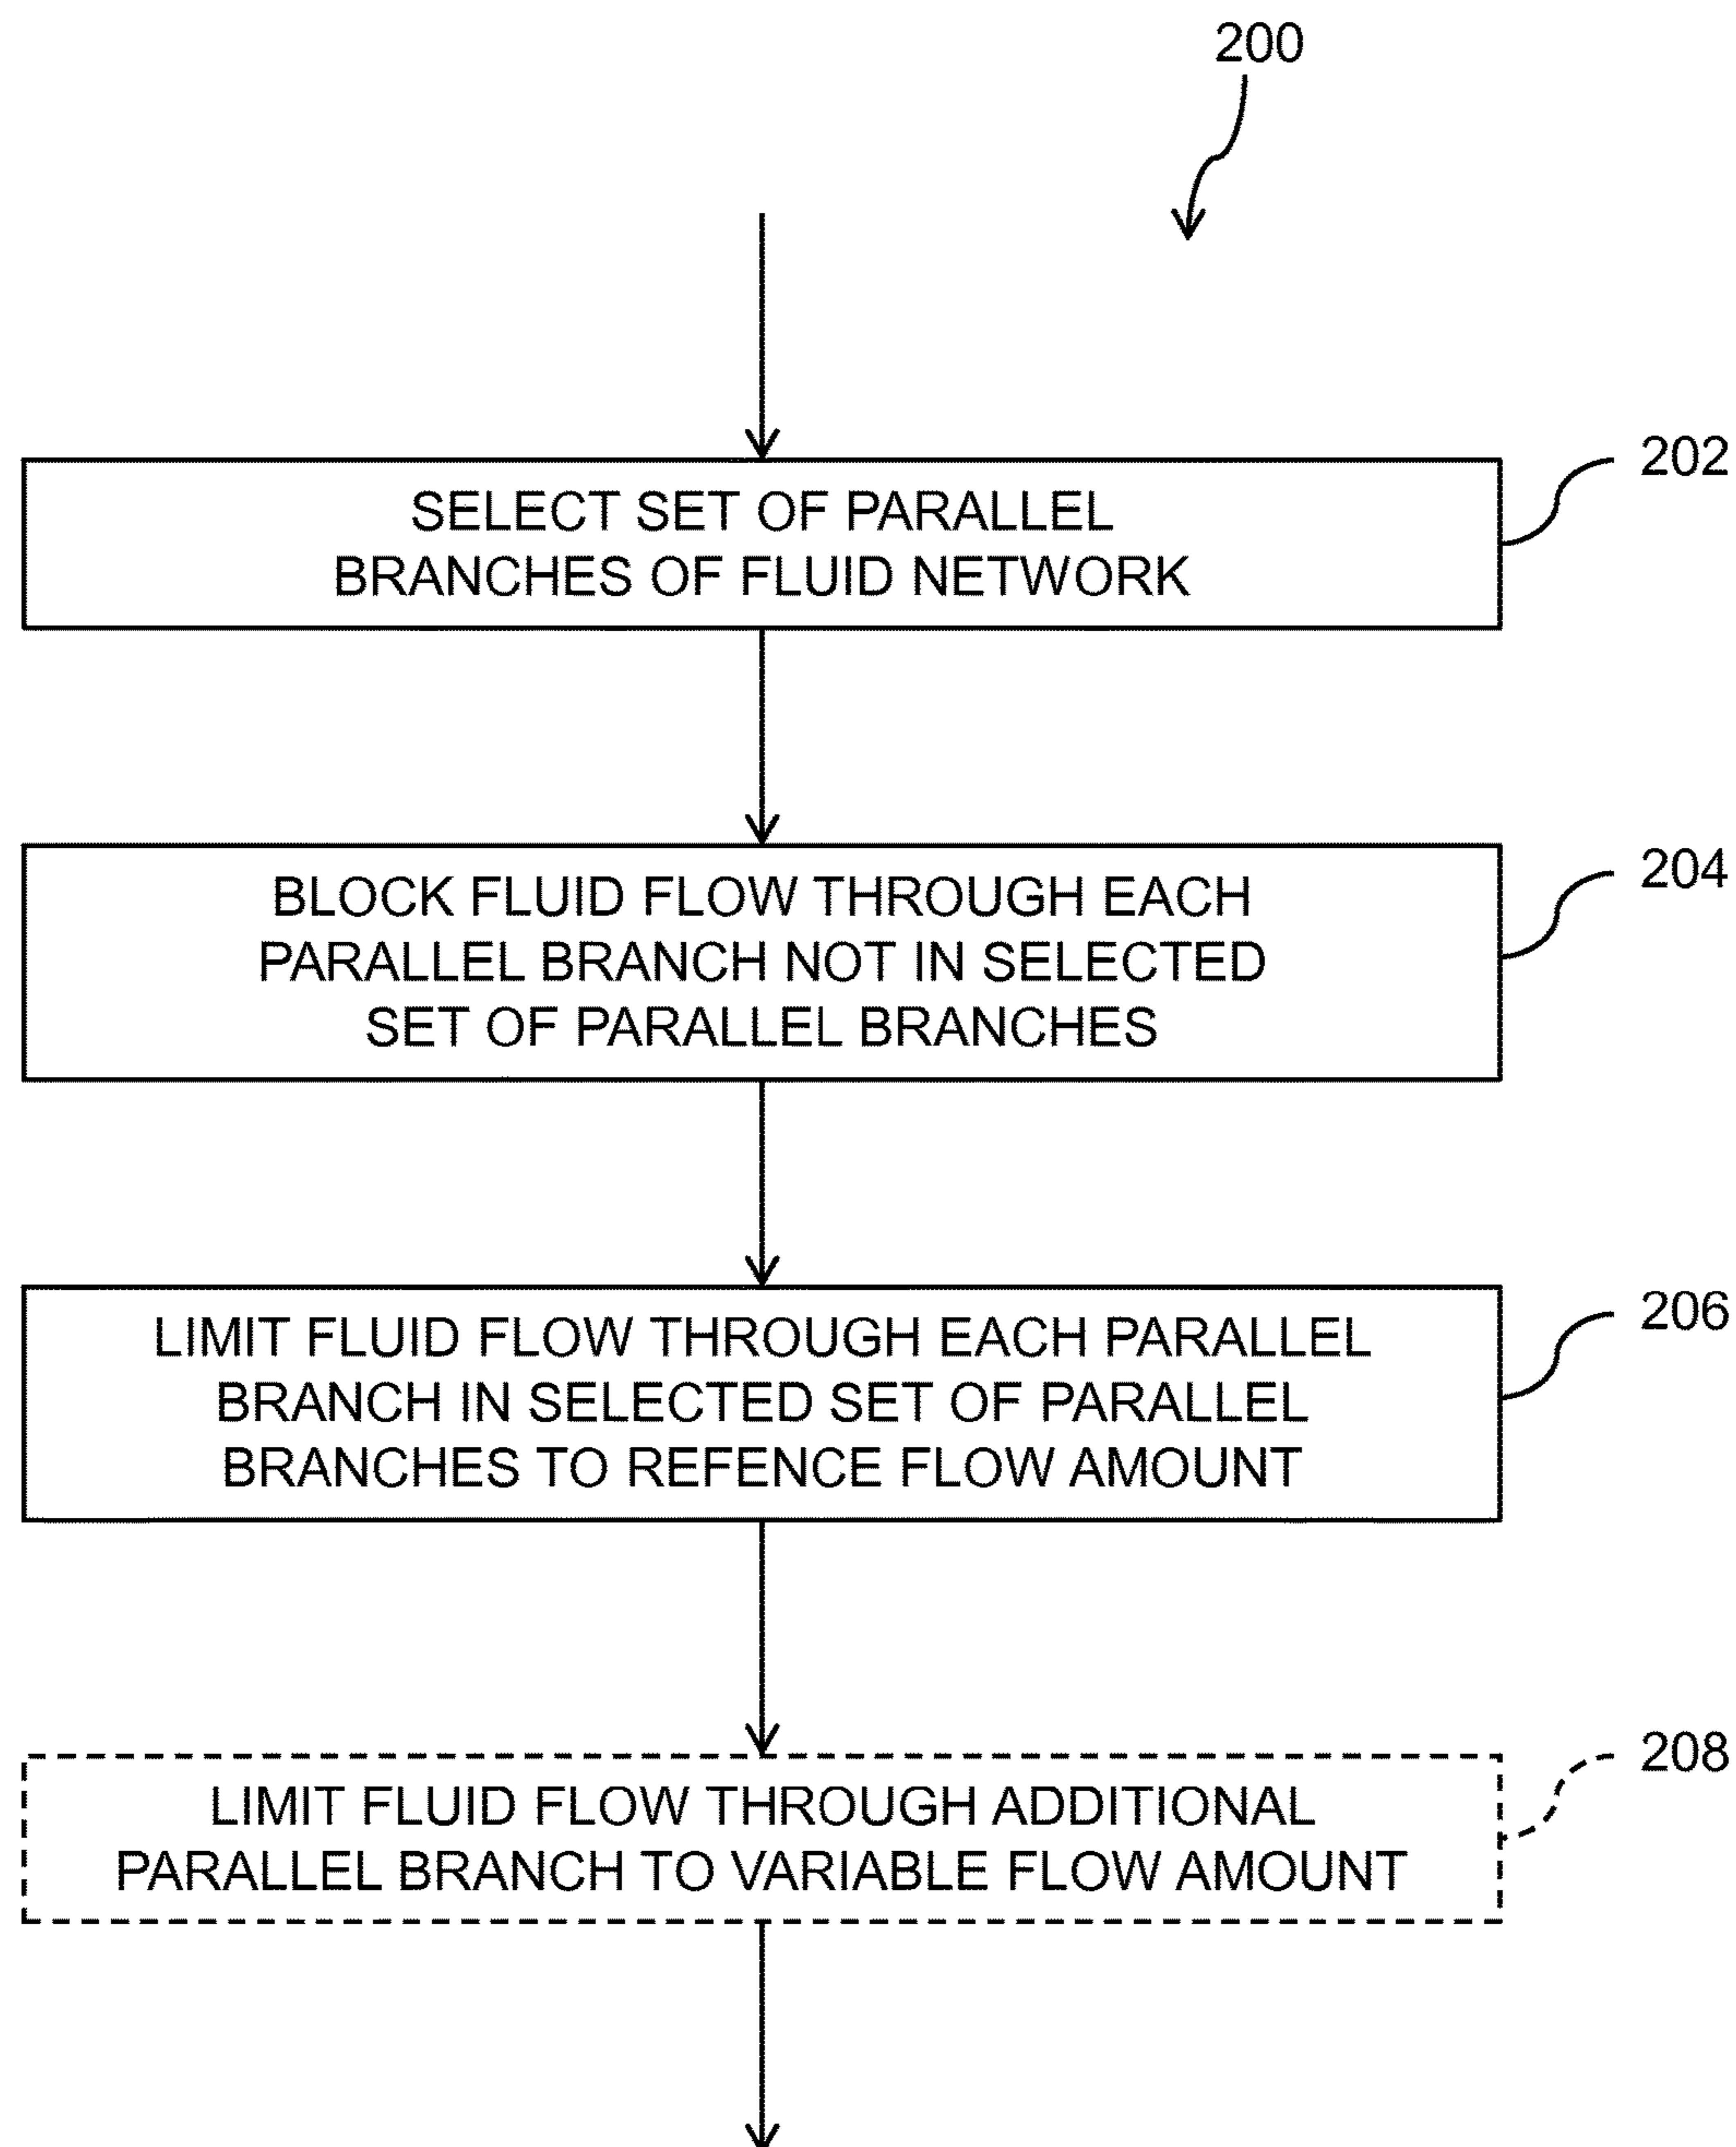 200
202
SELECT SET OF PARALLEL
BRANCHES OF FLUID NETWORK
204
BLOCK FLUID FLOW THROUGH EACH
PARALLEL BRANCH NOT IN SELECTED
SET OF PARALLEL BRANCHES
206
LIMIT FLUID FLOW THROUGH EACH PARALLEL
BRANCH IN SELECTED SET OF PARALLEL
BRANCHES TO REFENCE FLOW AMOUNT
208
LIMIT FLUID FLOW THROUGH ADDITIONAL
PARALLEL BRANCH TO VARIABLE FLOW AMOUNT